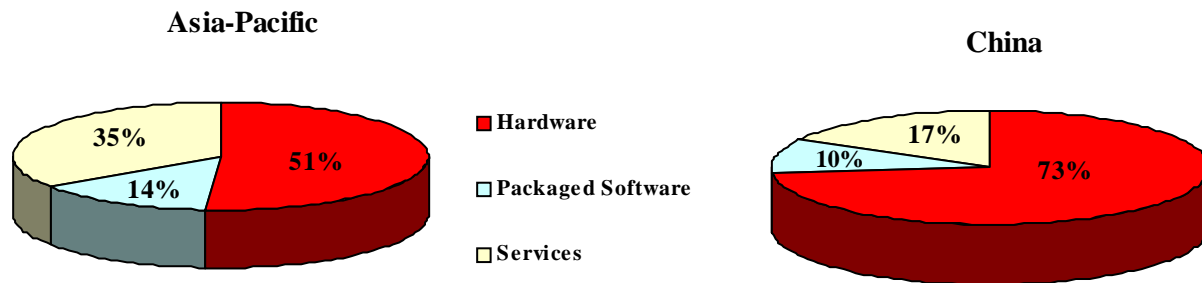 Asia-Pacific
35%
51%
14%
Hardware
Packaged Software
Services
China
17%
10%
73%